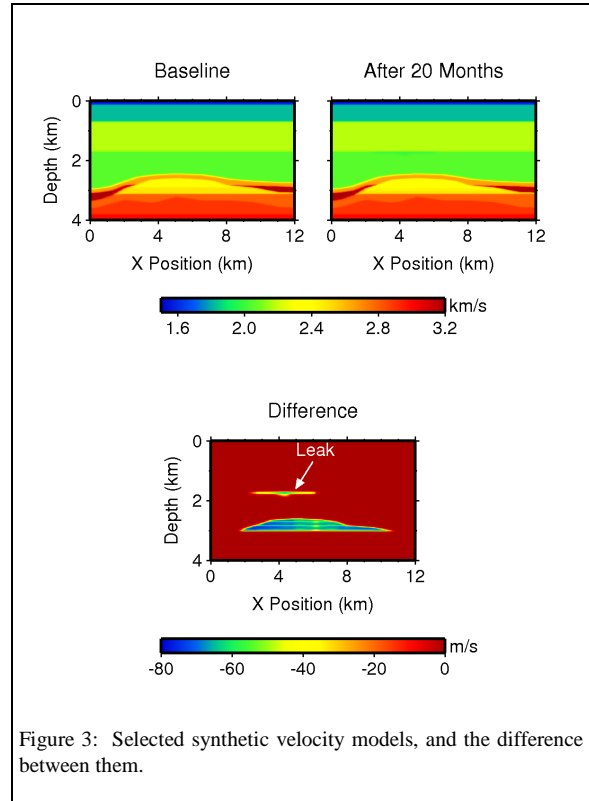 Baseline After 20 Months
0
2
4
Depth (km)
0 4 8 12 0 4 8 12
X Position (km) X Position (km)
km/s
1.6 2.0 2.4 2.8 3.2
Difference
0
2
4
Depth (km)
Leak
0 4 8 12
X Position (km)
m/s
-80 -60 -40 -20 0
Figure 3: Selected synthetic velocity models, and the difference
between them.